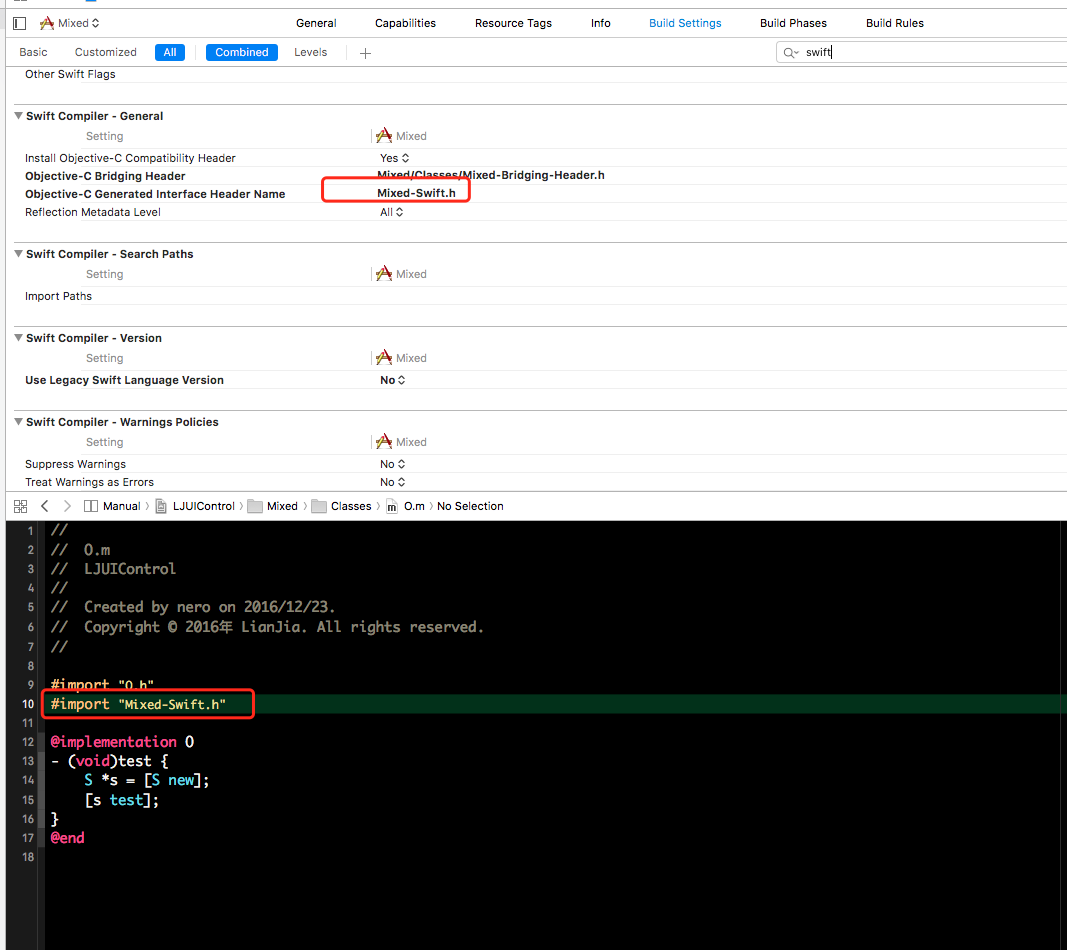 Mixed
General Capabilities Resource Tags Info Build Settings Build Phases Build Rules
Basic Customized All Combined Levels + swift
Other Swift Flags
Swift Compiler - General
Setting Mixed
Install Objective-C Compatibility Header Yes
Objective-C Bridging Header Mixed/Classes/Mixed-Bridging-Header.h
Objective-C Generated Interface Header Name Mixed-Swift.h
Reflection Metadata Level All
Swift Compiler - Search Paths
Setting Mixed
Import Paths
Swift Compiler - Version
Setting Mixed
Use Legacy Swift Language Version No
Swift Compiler - Warnings Policies
Setting Mixed
Suppress Warnings No
Treat Warnings as Errors No
Manual LJUIControl Mixed Classes m O.m No Selection
1 //
2 //  O.m
3 //  LJUIControl
4 //
5 //  Created by nero on 2016/12/23.
6 //  Copyright © 2016年 LianJia. All rights reserved.
7 //
8
9 #import "O.h"
10 #import "Mixed-Swift.h"
11
12 @implementation O
13 - (void)test {
14     S *s = [S new];
15     [s test];
16 }
17 @end
18